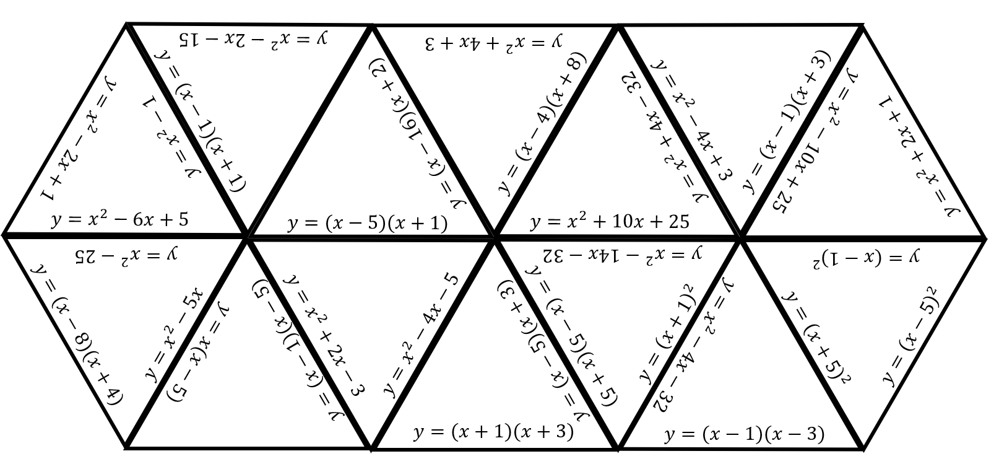 y = x² − 2x + 1
y = x² − 1
y = x² − 6x + 5
y = x² − 2x − 15
y = (x − 1)(x + 1)
y = (x − 5)(x + 1)
y = (x − 16)(x + 2)
y = x² + 4x + 3
y = (x − 4)(x + 8)
y = x² + 4x − 32
y = x² + 10x + 25
y = x² − 4x + 3
y = (x − 1)(x + 3)
y = x² − 10x + 25
y = x² + 2x + 1
y = x² − 25
y = (x − 8)(x + 4)
y = x² − 5x
y = x(x − 5)
y = (x − 1)(x − 5)
y = x² + 2x − 3
y = x² − 4x − 5
y = (x − 5)(x + 3)
y = (x + 1)(x + 3)
y = x² − 14x − 32
y = (x − 5)(x + 5)
y = (x + 1)²
y = x² − 4x − 32
y = (x + 5)²
y = (x − 1)(x − 3)
y = (x − 1)²
y = (x − 5)²